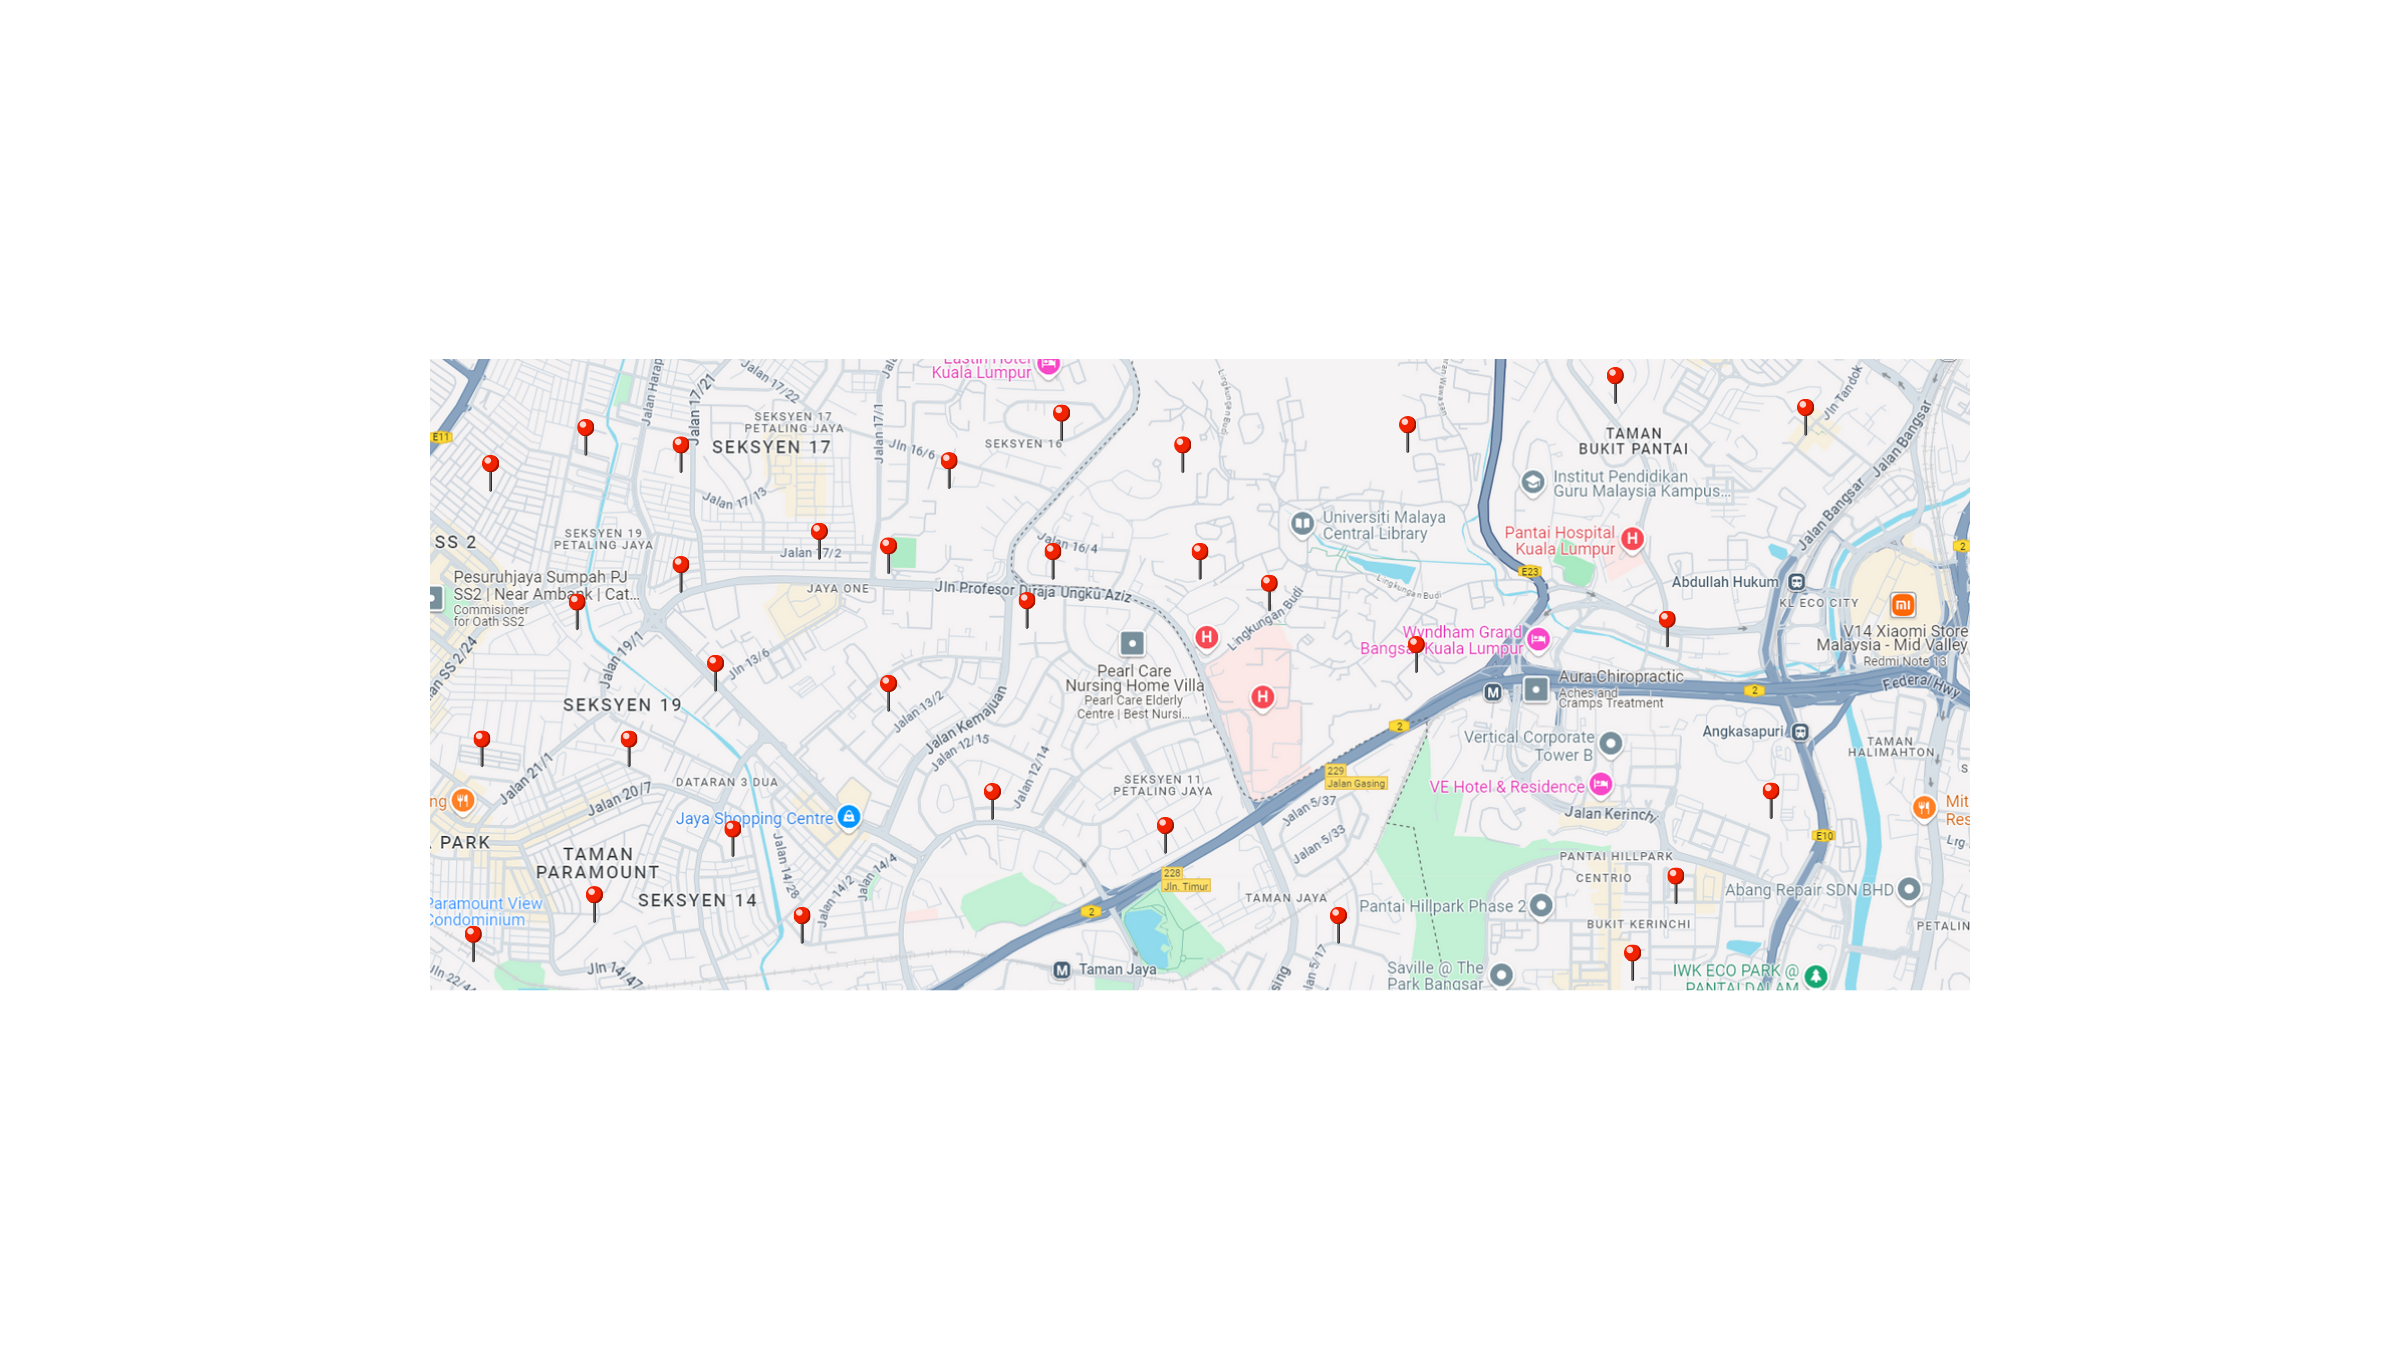 Eastin Hotel
Kuala Lumpur
Jalan Harap
Jalan 17/21
Jalan 17/22
SEKSYEN 17
PETALING JAYA
SEKSYEN 17
Jalan 17/1
Jln 16/6
SEKSYEN 16
E11
TAMAN
BUKIT PANTAI
Jln Tandok
Jalan Bangsar
Jalan Bangsar
Institut Pendidikan
Guru Malaysia Kampus...
Jalan 17/13
SEKSYEN 19
PETALING JAYA
SS 2
Jalan 17/2
Jalan 16/4
Universiti Malaya
Central Library
Pantai Hospital
Kuala Lumpur
2
E23
Pesuruhjaya Sumpah PJ
SS2 | Near Ambank | Cat...
Commisioner
for Oath SS2
JAYA ONE
Jln Profesor Diraja Ungku Aziz
Lingkungan Budi
Lingkungan Budi
Lingkungan Budi
Abdullah Hukum
KL ECO CITY
V14 Xiaomi Store
Malaysia - Mid Valley
Redmi Note 13
SS 2/24
Jalan 19/1
Jln 13/6
Wyndham Grand
Bangsar Kuala Lumpur
Pearl Care
Nursing Home Villa
Pearl Care Elderly
Centre | Best Nursi...
Aura Chiropractic
Aches and
Cramps Treatment
2
Federal Hwy
SEKSYEN 19
Jalan 13/2
Jalan Kemajuan
Jalan 12/15
2
Vertical Corporate
Tower B
Angkasapuri
TAMAN
HALIMAHTON
Jalan 21/1
DATARAN 3 DUA
Jalan 20/7
Jalan 12/14
SEKSYEN 11
PETALING JAYA
229
Jalan Gasing
VE Hotel & Residence
Jalan Kerinchi
Jaya Shopping Centre
Jalan 5/37
Jalan 5/33
E10
PARK
TAMAN
PARAMOUNT
Jalan 14/28
Jalan 14/2
Jalan 14/4
PANTAI HILLPARK
CENTRIO
228
Jln. Timur
Abang Repair SDN BHD
SEKSYEN 14
Paramount View
Condominium
2
TAMAN JAYA
Pantai Hillpark Phase 2
BUKIT KERINCHI
Jln 14/47
Taman Jaya
Saville @ The
Park Bangsar
IWK ECO PARK @
PANTAI DALAM